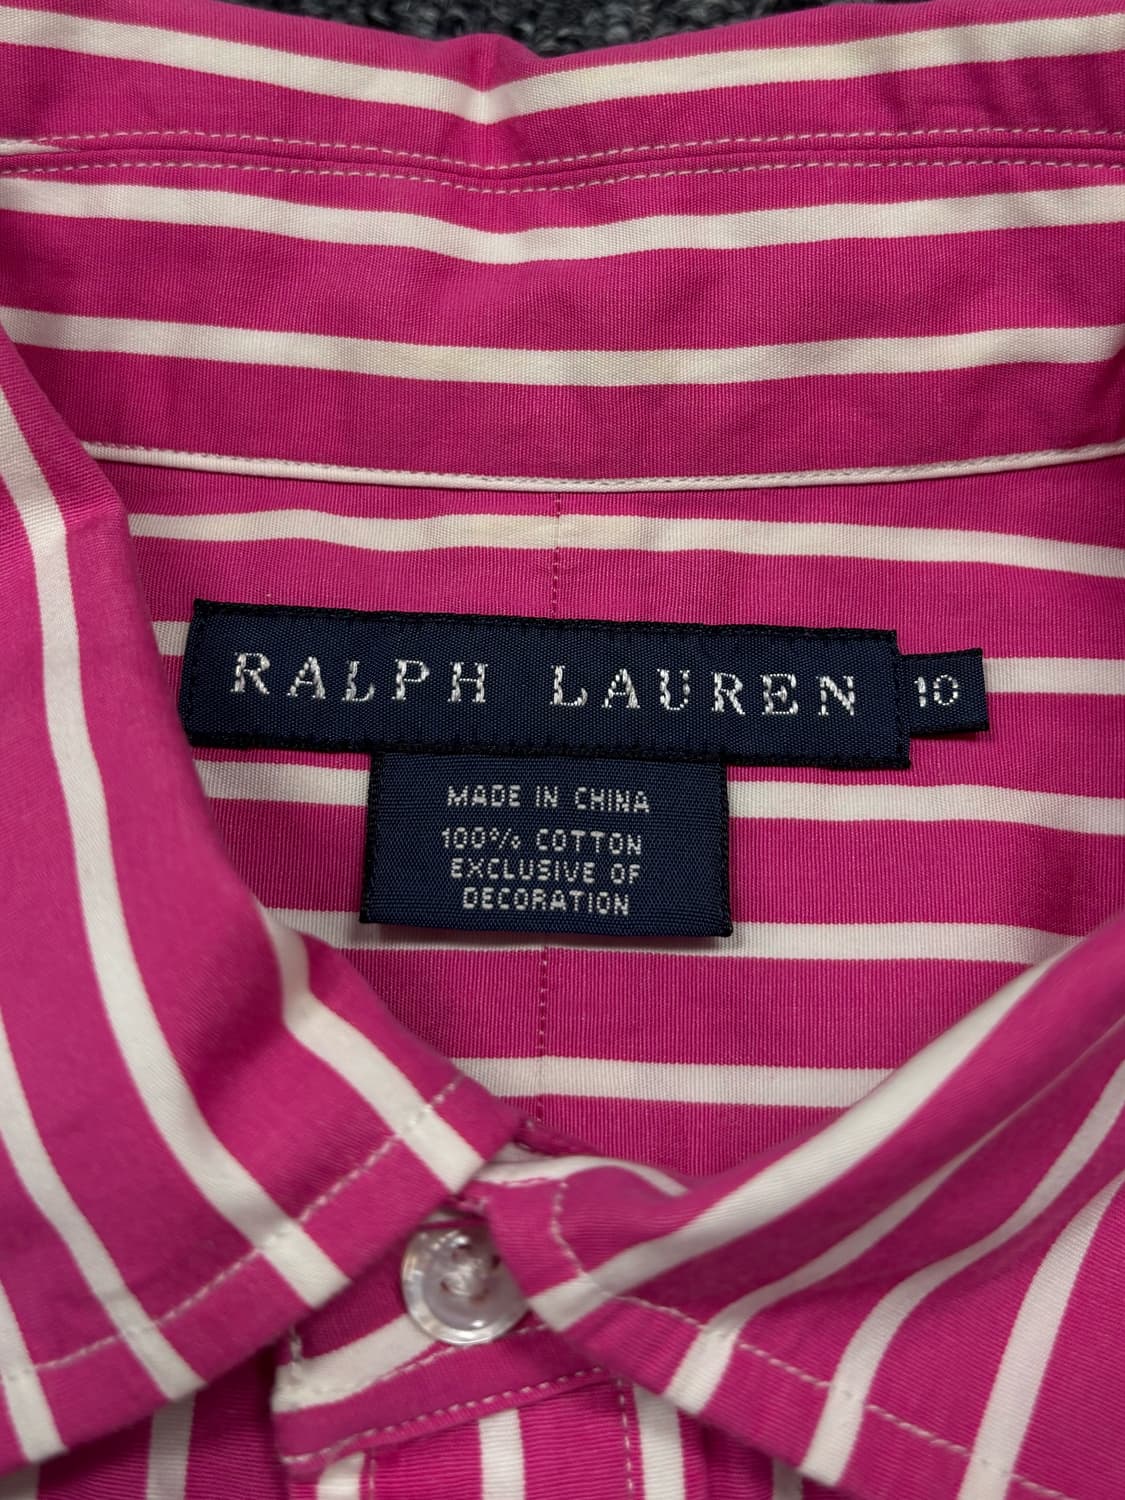 RALPH LAUREN
10
MADE IN CHINA
100% COTTON
EXCLUSIVE OF
DECORATION